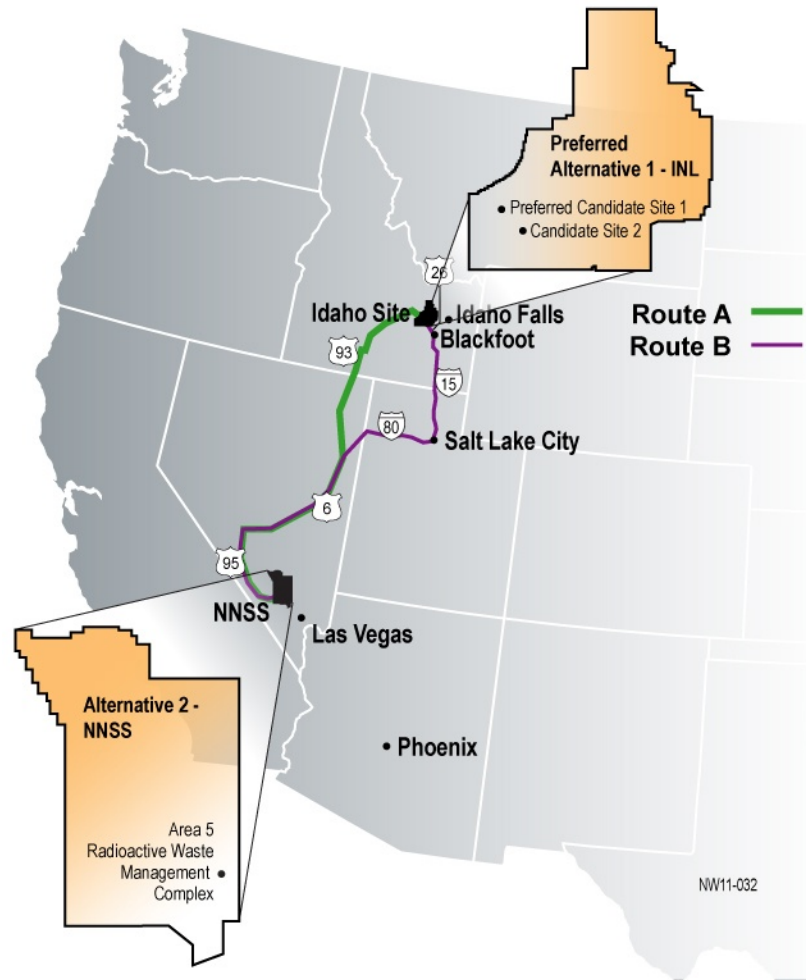 Preferred
Alternative 1 - INL
Preferred Candidate Site 1
Candidate Site 2
26
Idaho Site
Idaho Falls
Blackfoot
Route A
Route B
93
15
80
Salt Lake City
6
95
NNSS
Las Vegas
Alternative 2 -
NNSS
Phoenix
Area 5
Radioactive Waste
Management
Complex
NW11-032